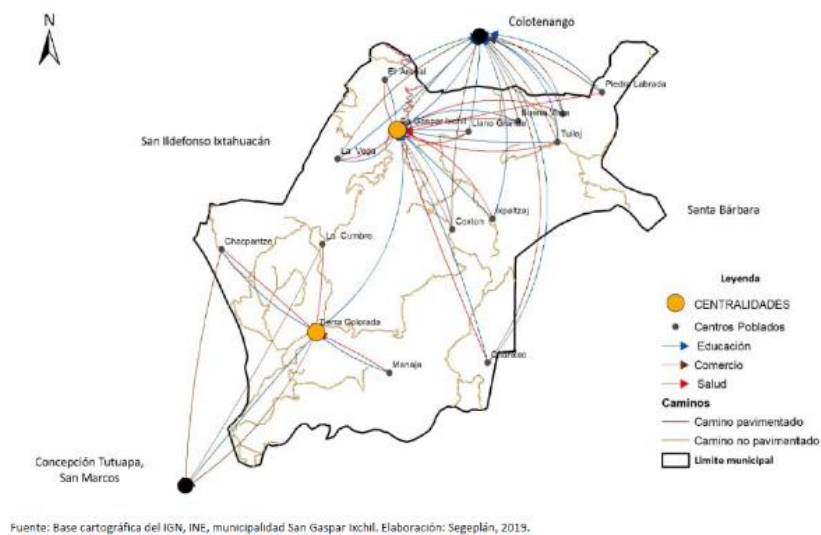 N
Colotenango
El Arenal
Piedra Labrada
San Gaspar Ixchil
Llano Grande
Buena Vista
Tuiloj
San Ildefonso Ixtahuacán
La Vega
Ixpaltzaj
Santa Bárbara
Coxton
Chacpantze
La Cumbre
Leyenda
CENTRALIDADES
Centros Poblados
Educación
Comercio
Salud
Caminos
Camino pavimentado
Camino no pavimentado
Límite municipal
Tierra Colorada
Manaja
Concepción Tutuapa,
San Marcos
Fuente: Base cartográfica del IGN, INE, municipalidad San Gaspar Ixchil. Elaboración: Segeplán, 2019.